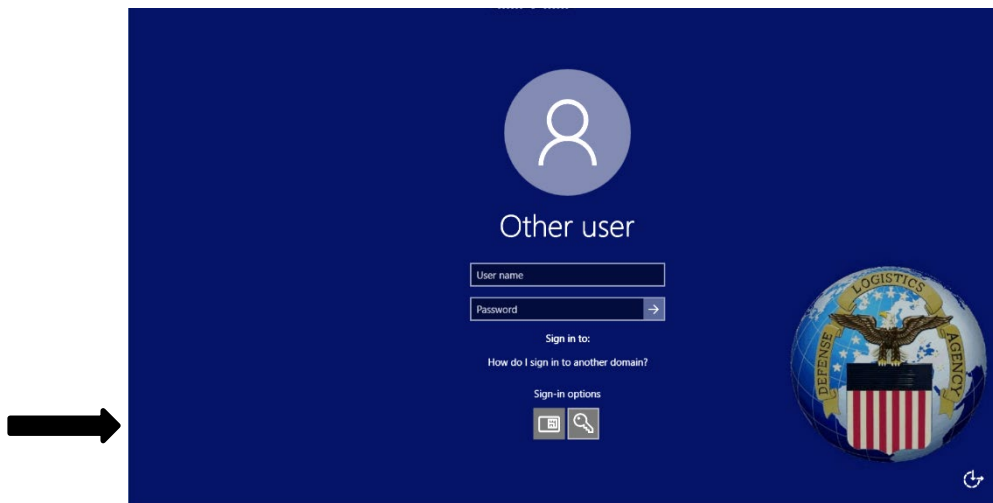 Other user
User name
Password
Sign in to:
How do I sign in to another domain?
Sign-in options
DEFENSE LOGISTICS AGENCY